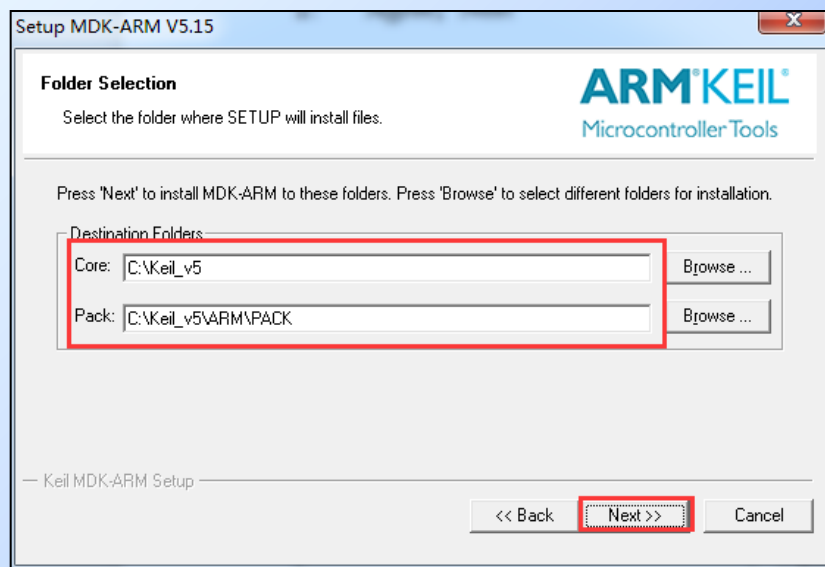 Setup MDK-ARM V5.15
Folder Selection
Select the folder where SETUP will install files.
ARM®KEIL®
Microcontroller Tools
Press 'Next' to install MDK-ARM to these folders. Press 'Browse' to select different folders for installation.
Destination Folders
Core: C:\Keil_v5 Browse ...
Pack: C:\Keil_v5\ARM\PACK Browse ...
Keil MDK-ARM Setup
<< Back Next >> Cancel